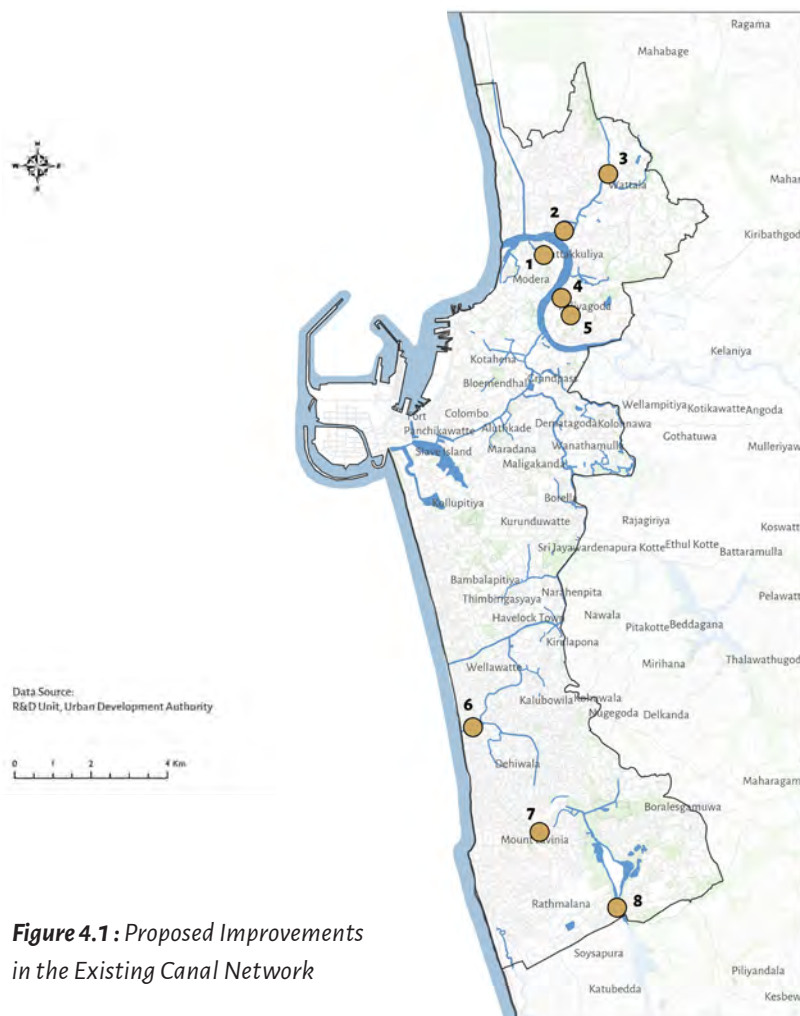 Ragama
Mahabage
N
W E
S
3
Wattala
2
Kiribathgod
1
Modera
4
5
Kelaniya
Kotahena
Bloemendhal Grandpass
Wellampitiya Kotikawatte Angoda
Fort Colombo
Panchikawatte Aluthkade Dematagoda Kolonnawa
Gothatuwa
Mulleriyaw
Slave Island Maradana Wanathamulla
Maligakanda
Kollupitiya Borella
Kurunduwatte Rajagiriya Koswatt
Sri Jayawardenapura Kotte Ethul Kotte Battaramulla
Bambalapitiya
Thimbirigasyaya Narahenpita Pelawatt
Havelock Town Nawala Pitakotte Beddagana
Kirulapona
Wellawatte Mirihana Thalawathugod
Data Source:
R&D Unit, Urban Development Authority
6
Kalubowila
Nugegoda Delkanda
0 1 2 4 Km
Dehiwala
Maharagam
Boralesgamuwa
7
Mount Lavinia
Rathmalana 8
Figure 4.1 : Proposed Improvements
in the Existing Canal Network
Soysapura
Katubedda
Piliyandala
Kesbew